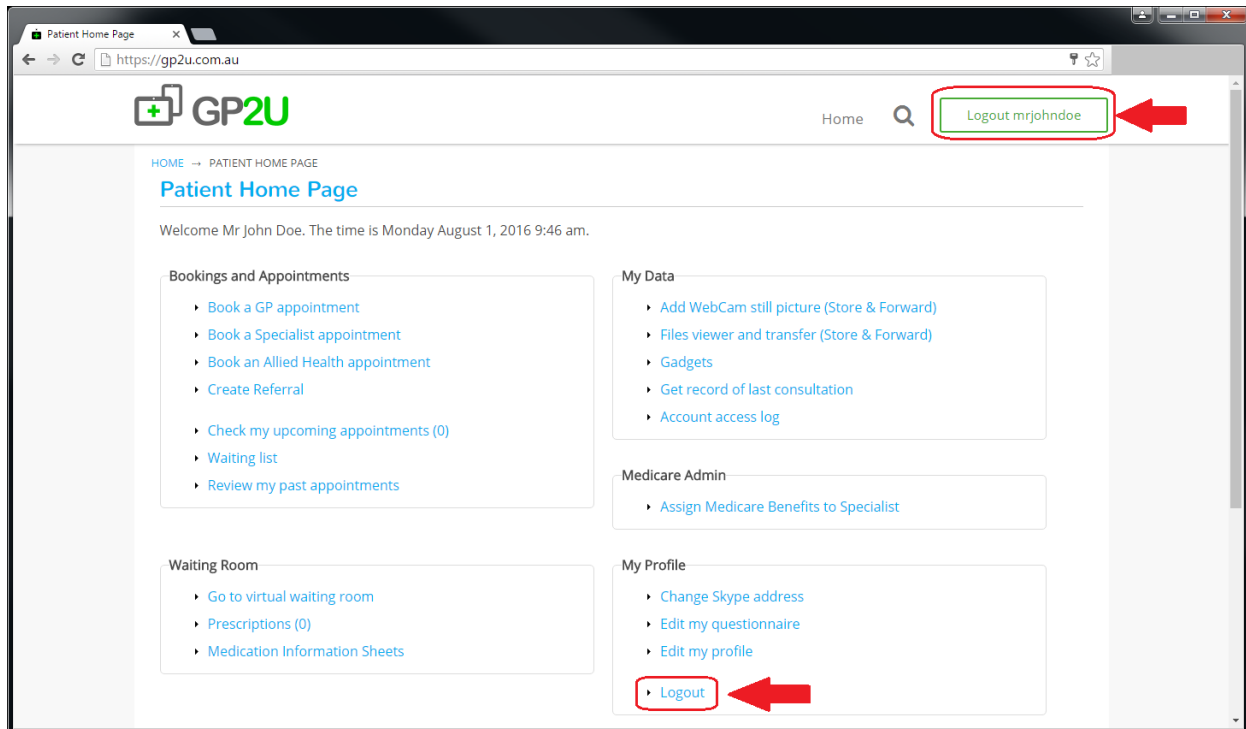 Patient Home Page
https://gp2u.com.au
GP2U
Home
Logout mrjohndoe
HOME → PATIENT HOME PAGE
Patient Home Page
Welcome Mr John Doe. The time is Monday August 1, 2016 9:46 am.
Bookings and Appointments
Book a GP appointment
Book a Specialist appointment
Book an Allied Health appointment
Create Referral
Check my upcoming appointments (0)
Waiting list
Review my past appointments
My Data
Add WebCam still picture (Store & Forward)
Files viewer and transfer (Store & Forward)
Gadgets
Get record of last consultation
Account access log
Medicare Admin
Assign Medicare Benefits to Specialist
Waiting Room
Go to virtual waiting room
Prescriptions (0)
Medication Information Sheets
My Profile
Change Skype address
Edit my questionnaire
Edit my profile
Logout